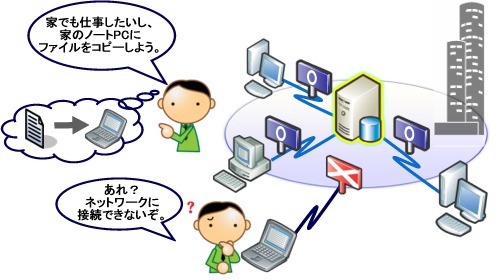 家でも仕事したいし、
家のノートPCに
ファイルをコピーしよう。
あれ？
ネットワークに
接続できないぞ。
?